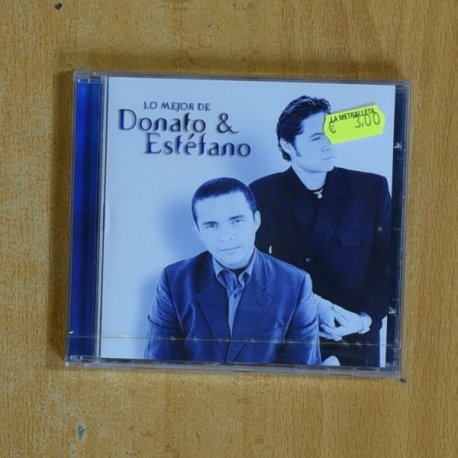 LO MEJOR DE
Donato &
Estéfano
LA METRALLETA
€ 3,00